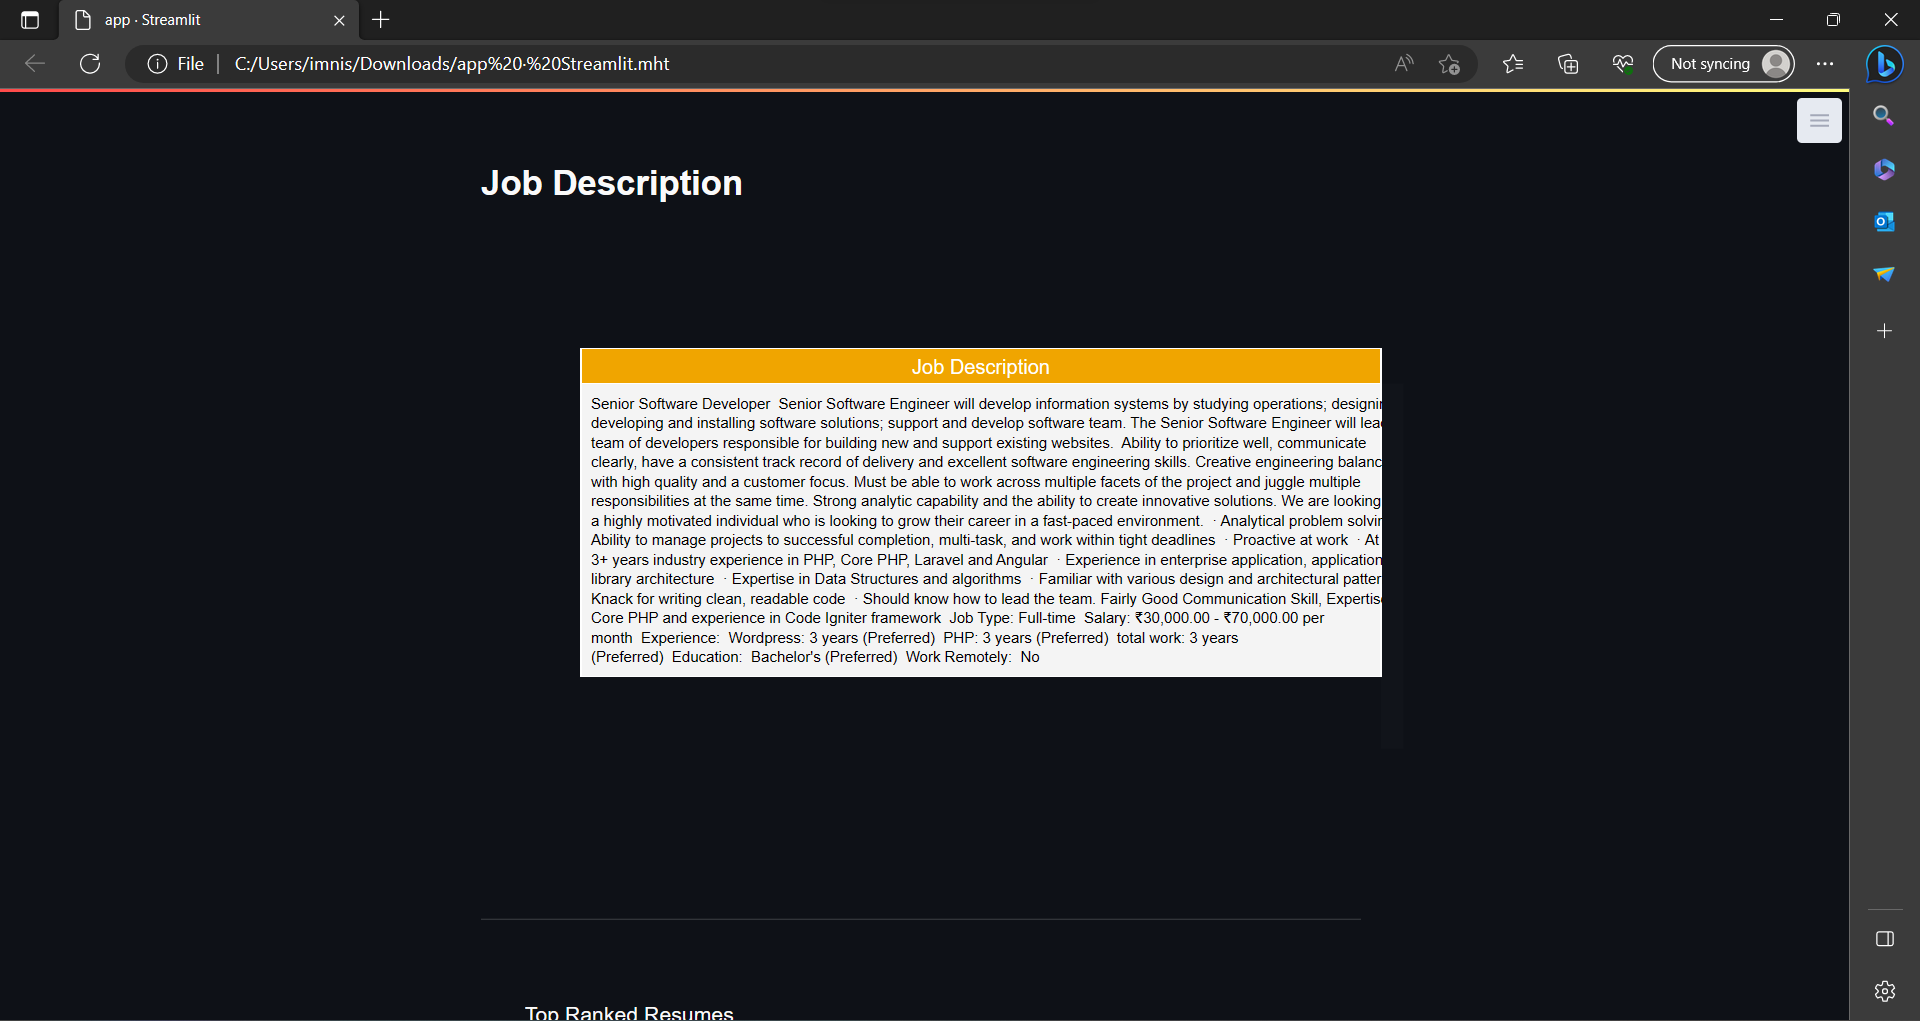 app · Streamlit
File
C:/Users/imnis/Downloads/app%20·%20Streamlit.mht
Not syncing
Job Description
Job Description
Senior Software Developer Senior Software Engineer will develop information systems by studying operations; designi
developing and installing software solutions; support and develop software team. The Senior Software Engineer will lea
team of developers responsible for building new and support existing websites. Ability to prioritize well, communicate
clearly, have a consistent track record of delivery and excellent software engineering skills. Creative engineering balanc
with high quality and a customer focus. Must be able to work across multiple facets of the project and juggle multiple
responsibilities at the same time. Strong analytic capability and the ability to create innovative solutions. We are looking
a highly motivated individual who is looking to grow their career in a fast-paced environment. · Analytical problem solvi
Ability to manage projects to successful completion, multi-task, and work within tight deadlines · Proactive at work · At
3+ years industry experience in PHP, Core PHP, Laravel and Angular · Experience in enterprise application, application
library architecture · Expertise in Data Structures and algorithms · Familiar with various design and architectural patter
Knack for writing clean, readable code · Should know how to lead the team. Fairly Good Communication Skill, Expertis
Core PHP and experience in Code Igniter framework Job Type: Full-time Salary: ₹30,000.00 - ₹70,000.00 per
month Experience: Wordpress: 3 years (Preferred) PHP: 3 years (Preferred) total work: 3 years
(Preferred) Education: Bachelor's (Preferred) Work Remotely: No
Top Ranked Resumes